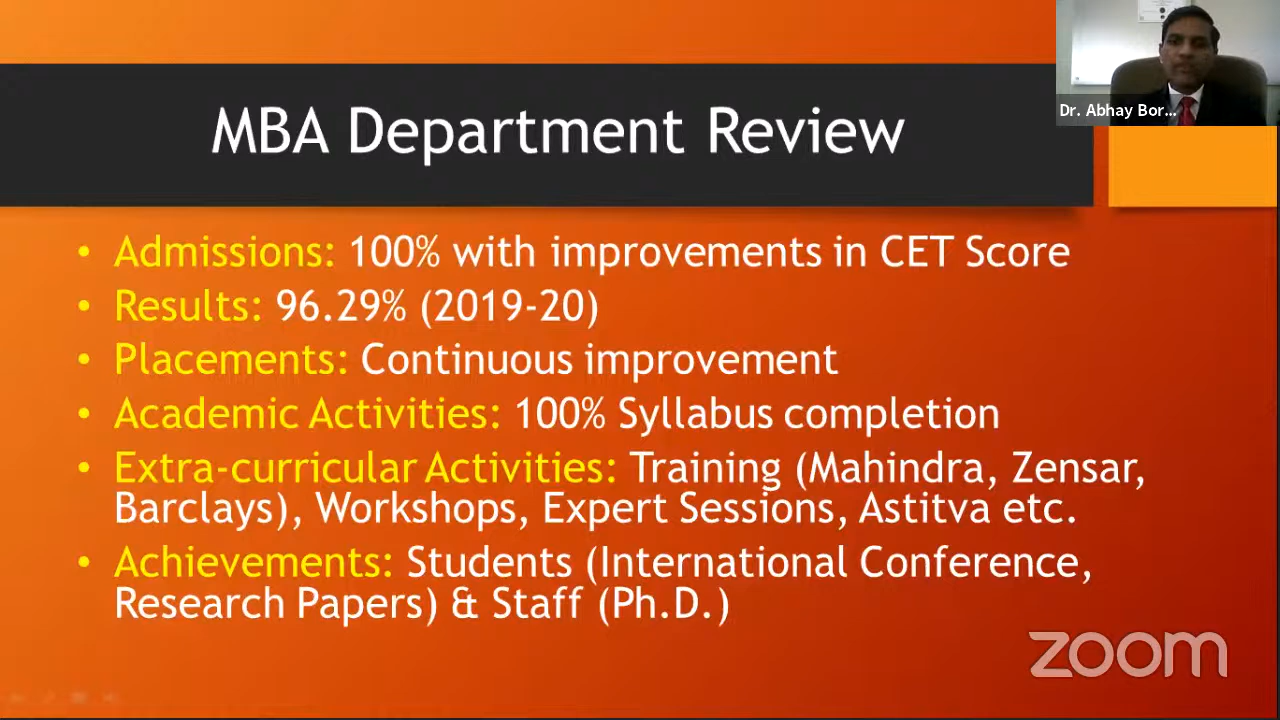 Dr. Abhay Bor...
MBA Department Review
• Admissions: 100% with improvements in CET Score
• Results: 96.29% (2019-20)
• Placements: Continuous improvement
• Academic Activities: 100% Syllabus completion
• Extra-curricular Activities: Training (Mahindra, Zensar,
Barclays), Workshops, Expert Sessions, Astitva etc.
• Achievements: Students (International Conference,
Research Papers) & Staff (Ph.D.)
zoom